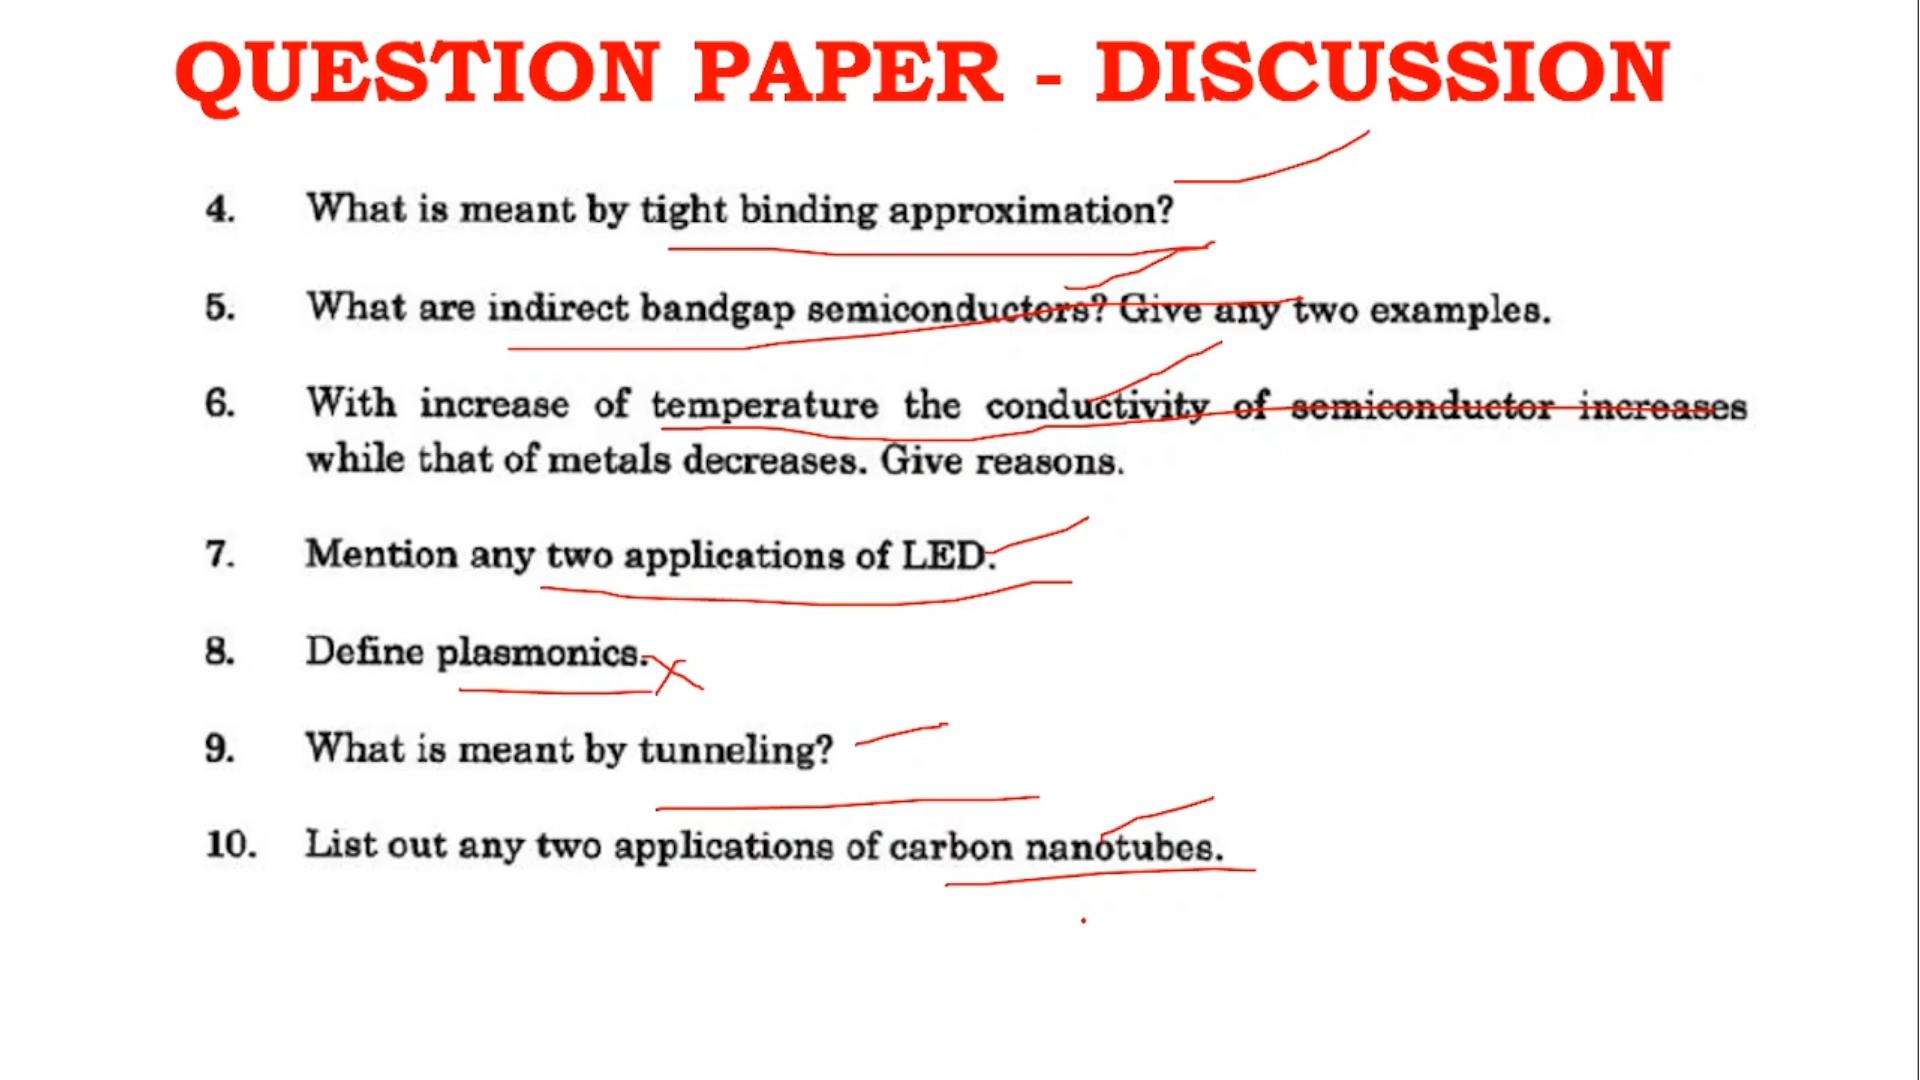 QUESTION PAPER - DISCUSSION
4. What is meant by tight binding approximation?
5. What are indirect bandgap semiconductors? Give any two examples.
6. With increase of temperature the conductivity of semiconductor increases
while that of metals decreases. Give reasons.
7. Mention any two applications of LED.
8. Define plasmonics.
9. What is meant by tunneling?
10. List out any two applications of carbon nanotubes.